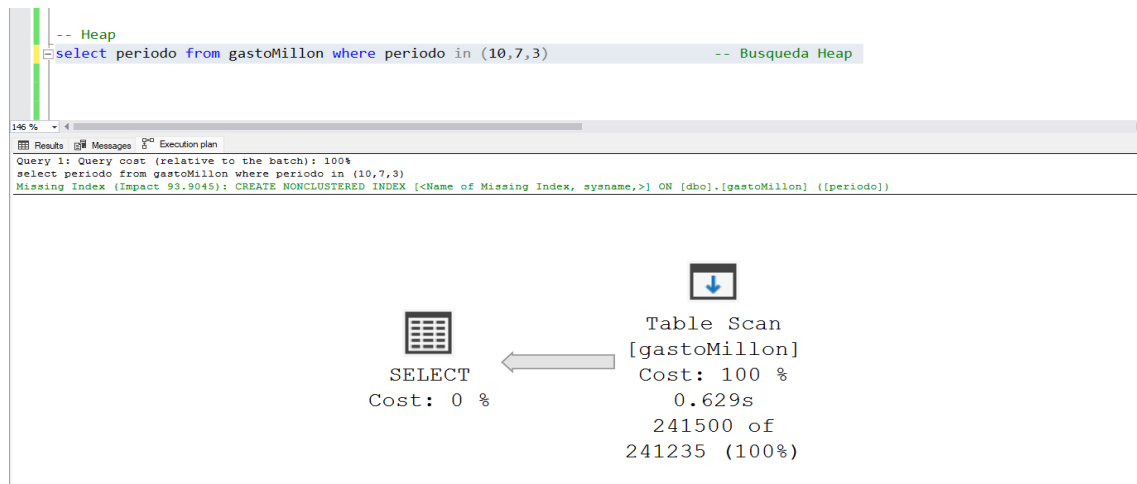 -- Heap
select periodo from gastoMillon where periodo in (10,7,3) -- Busqueda Heap
146 %
Results Messages Execution plan
Query 1: Query cost (relative to the batch): 100%
select periodo from gastoMillon where periodo in (10,7,3)
Missing Index (Impact 93.9045): CREATE NONCLUSTERED INDEX [<Name of Missing Index, sysname,>] ON [dbo].[gastoMillon] ([periodo])
SELECT
Cost: 0 %
Table Scan
[gastoMillon]
Cost: 100 %
0.629s
241500 of
241235 (100%)